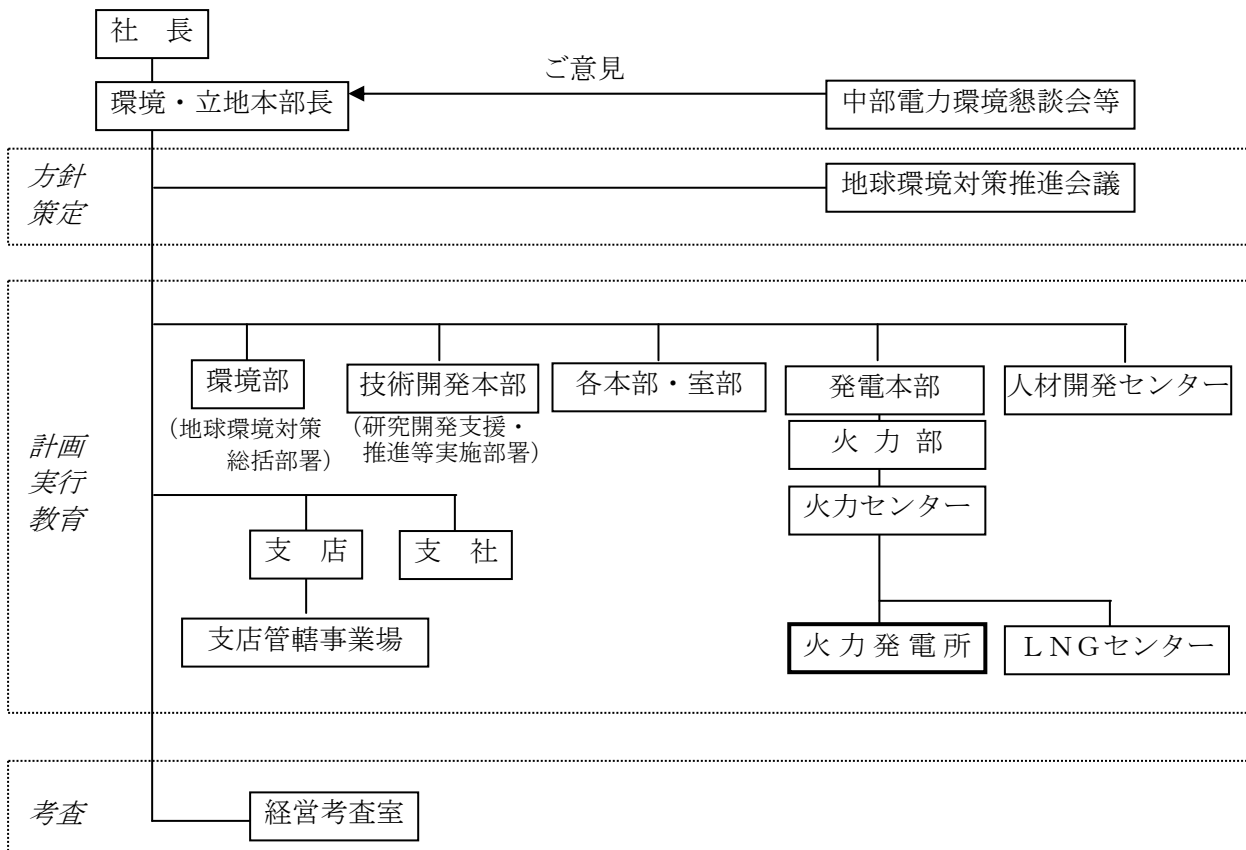 社　長
ご意見
環境・立地本部長
中部電力環境懇談会等
方針
策定
地球環境対策推進会議
環境部
技術開発本部
各本部・室部
発電本部
人材開発センター
（地球環境対策
総括部署）
（研究開発支援・
推進等実施部署）
火 力 部
計画
実行
教育
火力センター
支　店
支　社
支店管轄事業場
火 力 発 電 所
ＬＮＧセンター
考査
経営考査室